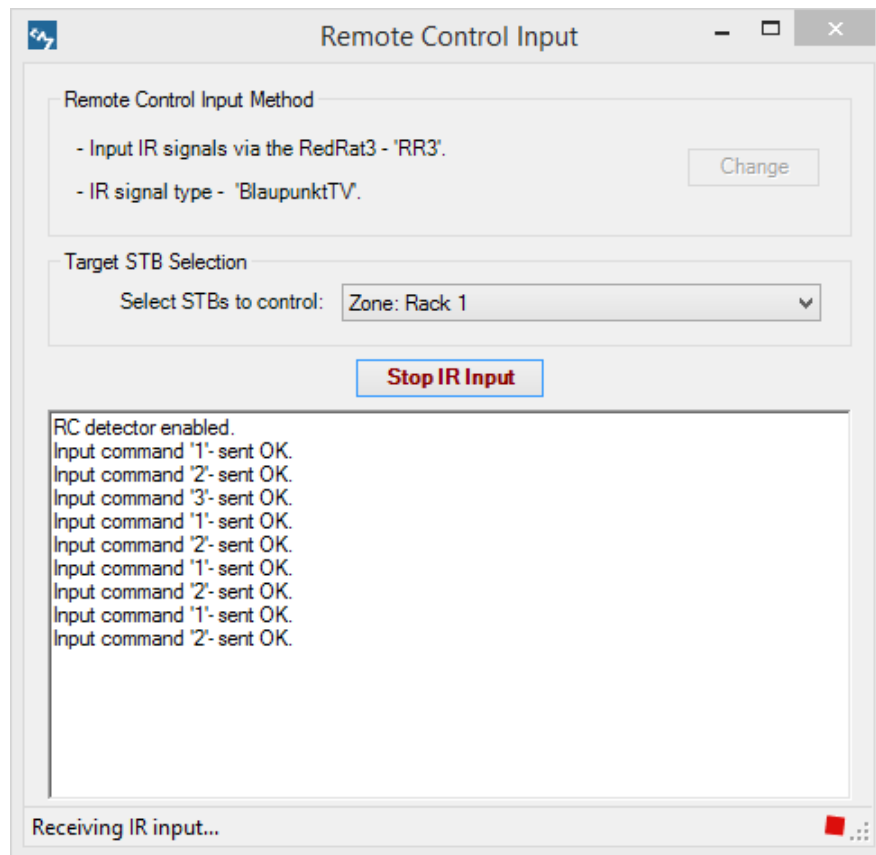 Remote Control Input
Remote Control Input Method
- Input IR signals via the RedRat3 - 'RR3'.
- IR signal type -  'BlaupunktTV'.
Change
Target STB Selection
Select STBs to control:
Zone: Rack 1
Stop IR Input
RC detector enabled.
Input command '1'- sent OK.
Input command '2'- sent OK.
Input command '3'- sent OK.
Input command '1'- sent OK.
Input command '2'- sent OK.
Input command '1'- sent OK.
Input command '2'- sent OK.
Input command '1'- sent OK.
Input command '2'- sent OK.
Receiving IR input...